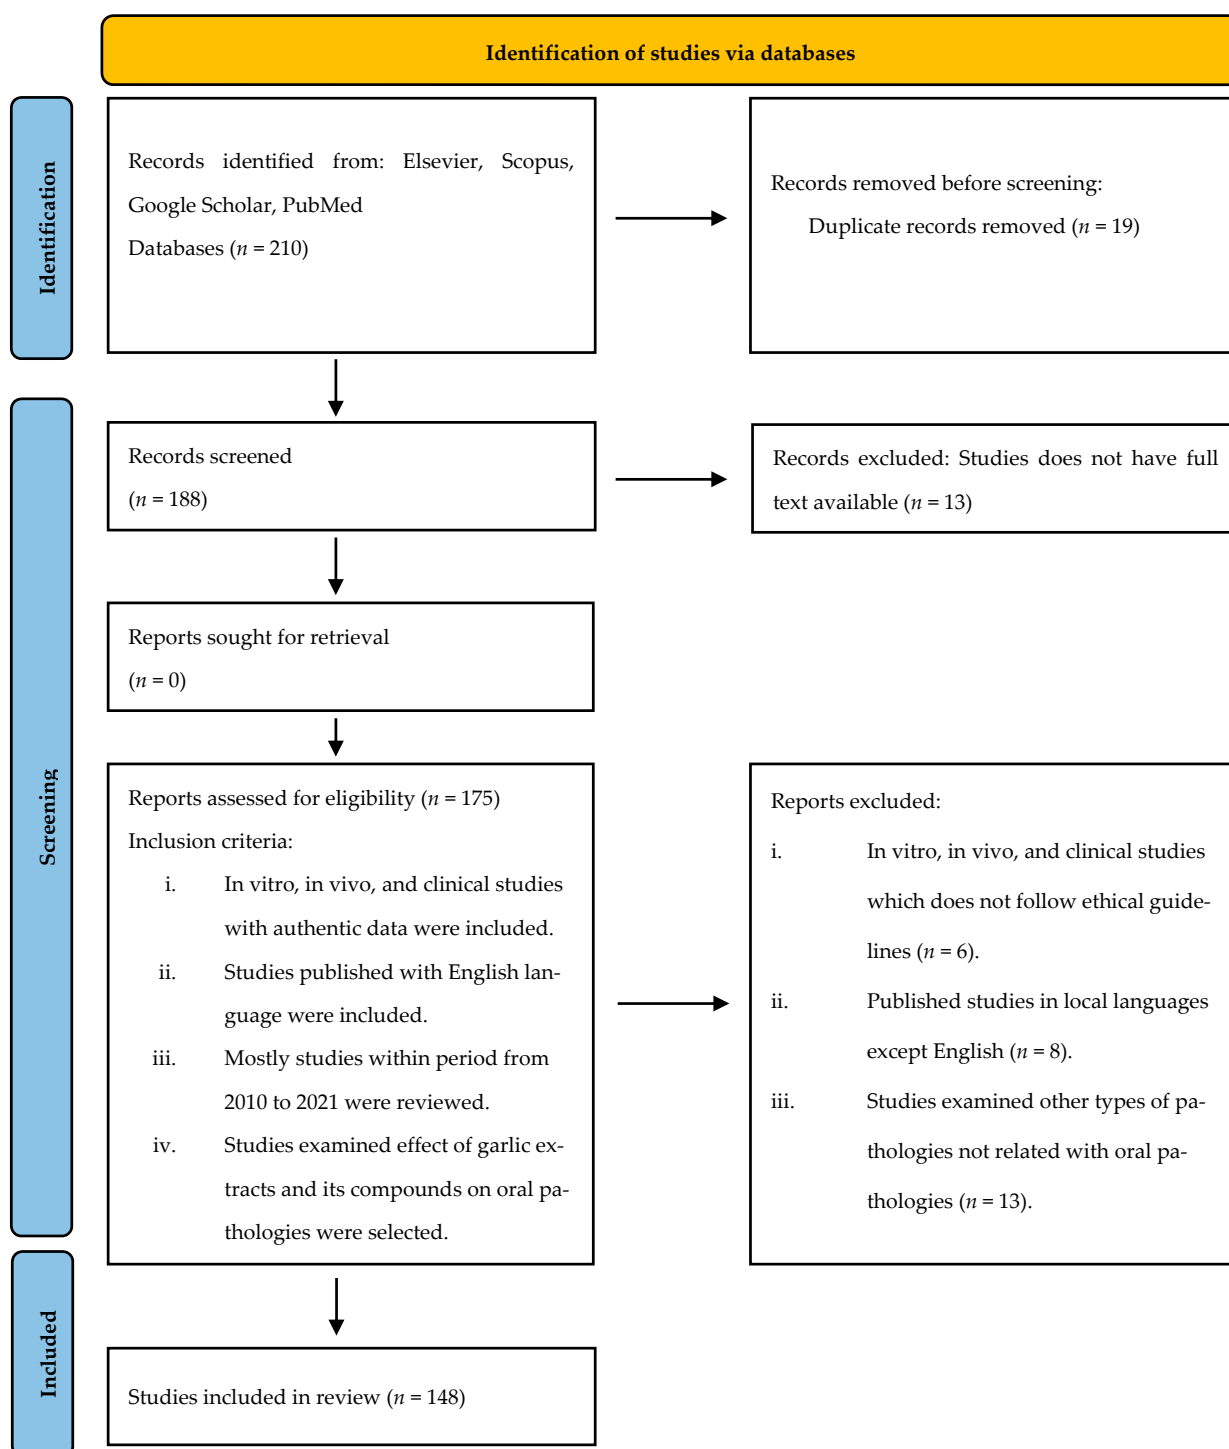 Identification of studies via databases
Identification
Records identified from: Elsevier, Scopus,
Google Scholar, PubMed
Databases (n = 210)
Records removed before screening:
Duplicate records removed (n = 19)
Screening
Records screened
(n = 188)
Records excluded: Studies does not have full
text available (n = 13)
Reports sought for retrieval
(n = 0)
Reports assessed for eligibility (n = 175)
Inclusion criteria:
i. In vitro, in vivo, and clinical studies
with authentic data were included.
ii. Studies published with English lan-
guage were included.
iii. Mostly studies within period from
2010 to 2021 were reviewed.
iv. Studies examined effect of garlic ex-
tracts and its compounds on oral pa-
thologies were selected.
Reports excluded:
i. In vitro, in vivo, and clinical studies
which does not follow ethical guide-
lines (n = 6).
ii. Published studies in local languages
except English (n = 8).
iii. Studies examined other types of pa-
thologies not related with oral pa-
thologies (n = 13).
Included
Studies included in review (n = 148)